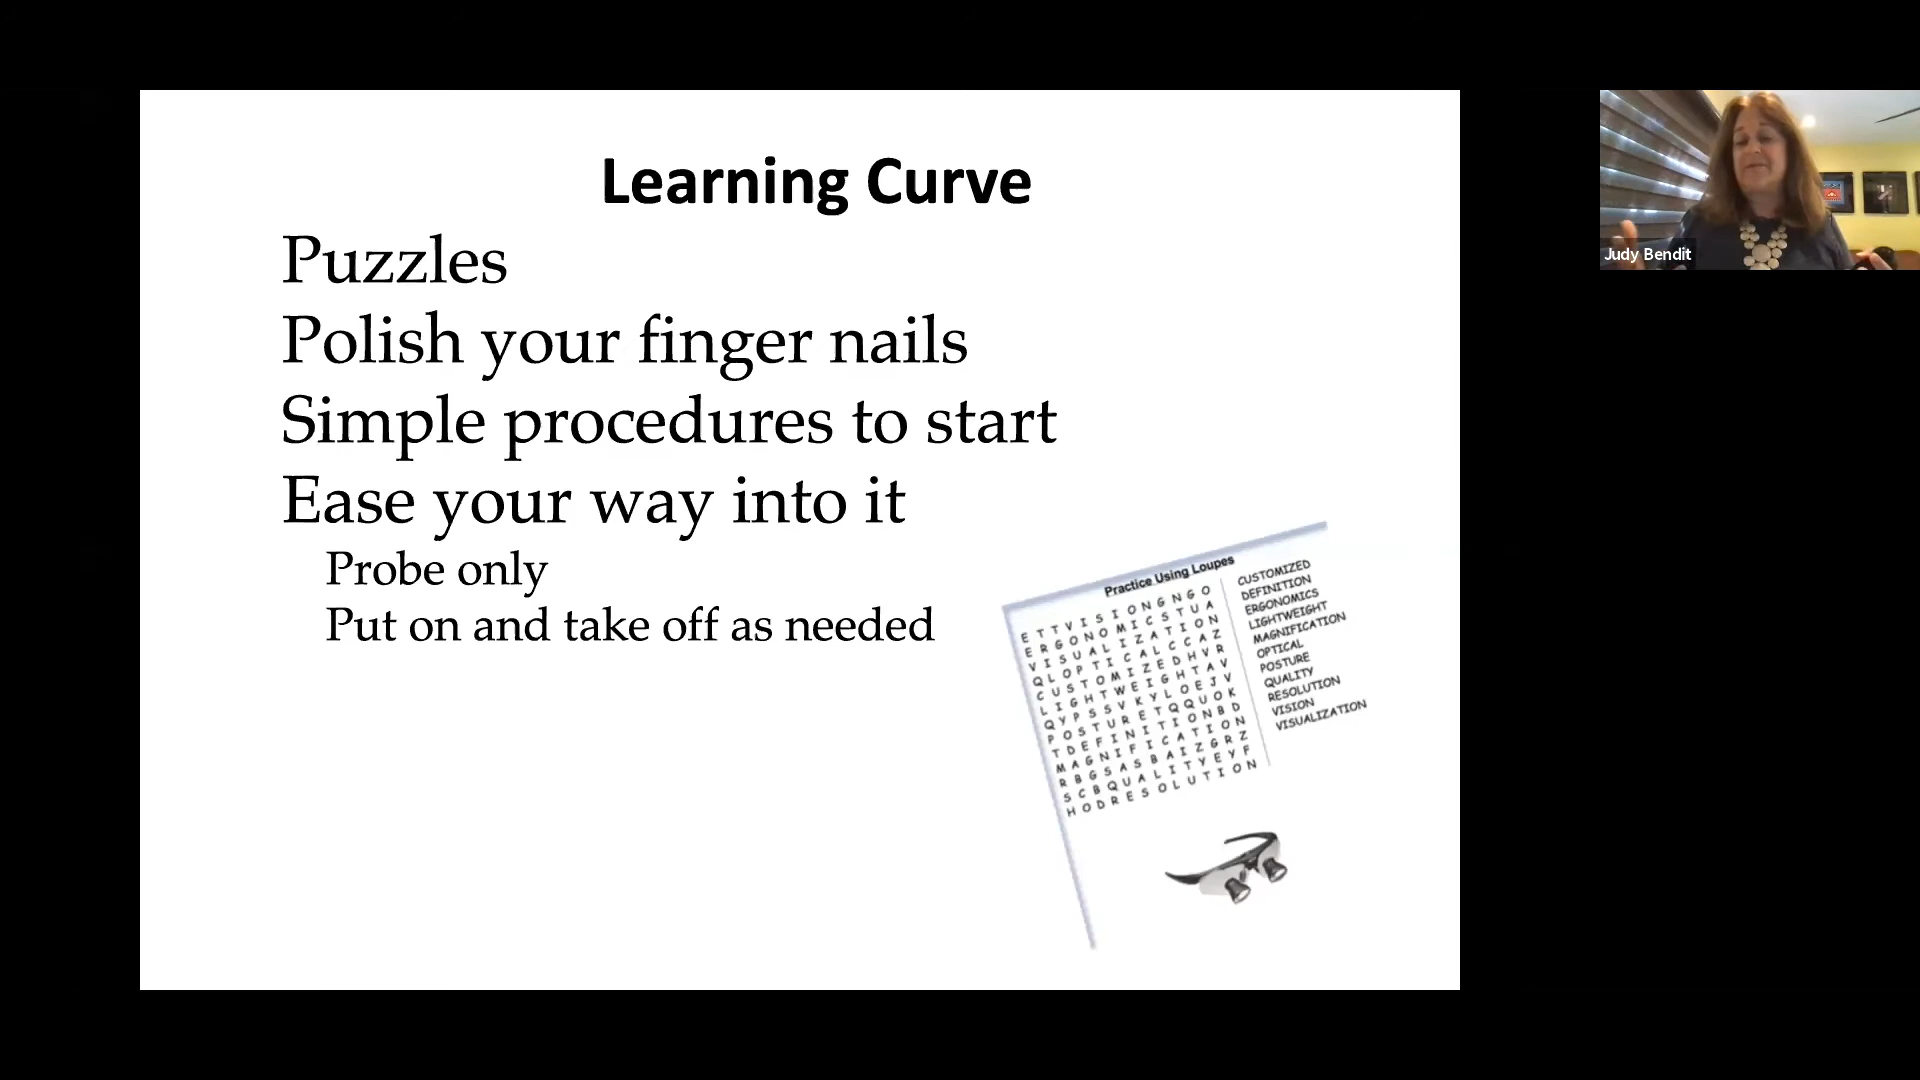 Learning Curve
Puzzles
Polish your finger nails
Simple procedures to start
Ease your way into it
Probe only
Put on and take off as needed
Practice Using Loupes
E T T V I S I O N G N G O
E R G O N O M I C S T U A
V I S U A L I Z A T I O N
Q L O P T I C A L C C A Z
C U S T O M I Z E D H V R
L I G H T W E I G H T A V
Q Y P S S V K Y L O E J V
P O S T U R E T Q Q U O K
T D E F I N I T I O N B D
M A G N I F I C A T I O N
R B G S A S B A I Z G R Z
S C B Q U A L I T Y E Y F
H O D R E S O L U T I O N
CUSTOMIZED
DEFINITION
ERGONOMICS
LIGHTWEIGHT
MAGNIFICATION
OPTICAL
POSTURE
QUALITY
RESOLUTION
VISION
VISUALIZATION
Judy Bendit